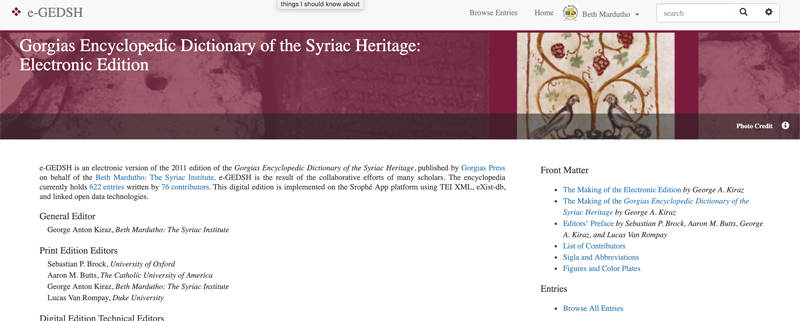 things I should know about
e-GEDSH
Browse Entries
Home
Beth Mardutho
search
Gorgias Encyclopedic Dictionary of the Syriac Heritage:
Electronic Edition
Photo Credit
e-GEDSH is an electronic version of the 2011 edition of the Gorgias Encyclopedic Dictionary of the Syriac Heritage, published by Gorgias Press
on behalf of the Beth Mardutho: The Syriac Institute. e-GEDSH is the result of the collaborative efforts of many scholars. The encyclopedia
currently holds 622 entries written by 76 contributors. This digital edition is implemented on the Srophé App platform using TEI XML, eXist-db,
and linked open data technologies.
General Editor
George Anton Kiraz, Beth Mardutho: The Syriac Institute
Print Edition Editors
Sebastian P. Brock, University of Oxford
Aaron M. Butts, The Catholic University of America
George Anton Kiraz, Beth Mardutho: The Syriac Institute
Lucas Van Rompay, Duke University
Digital Edition Technical Editors
Front Matter
The Making of the Electronic Edition by George A. Kiraz
The Making of the Gorgias Encyclopedic Dictionary of the
Syriac Heritage by George A. Kiraz
Editors' Preface by Sebastian P. Brock, Aaron M. Butts, George
A. Kiraz, and Lucas Van Rompay
List of Contributors
Sigla and Abbreviations
Figures and Color Plates
Entries
Browse All Entries